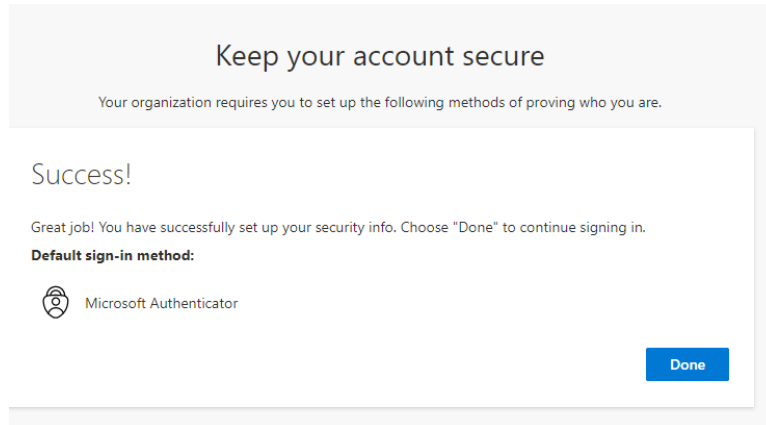 Keep your account secure
Your organization requires you to set up the following methods of proving who you are.
Success!
Great job! You have successfully set up your security info. Choose "Done" to continue signing in.
Default sign-in method:
Microsoft Authenticator
Done